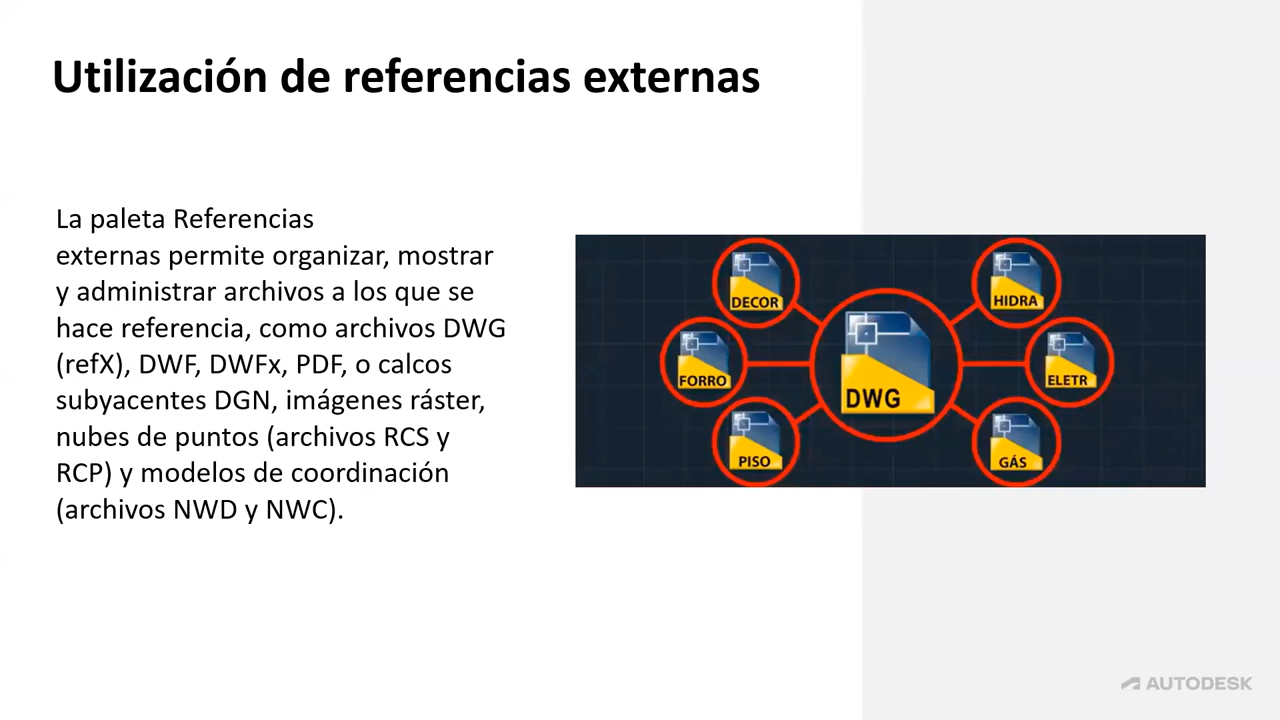 Utilización de referencias externas
La paleta Referencias
externas permite organizar, mostrar
y administrar archivos a los que se
hace referencia, como archivos DWG
(refX), DWF, DWFx, PDF, o calcos
subyacentes DGN, imágenes ráster,
nubes de puntos (archivos RCS y
RCP) y modelos de coordinación
(archivos NWD y NWC).
DECOR
HIDRA
FORRO
DWG
ELETR
PISO
GÁS
AUTODESK